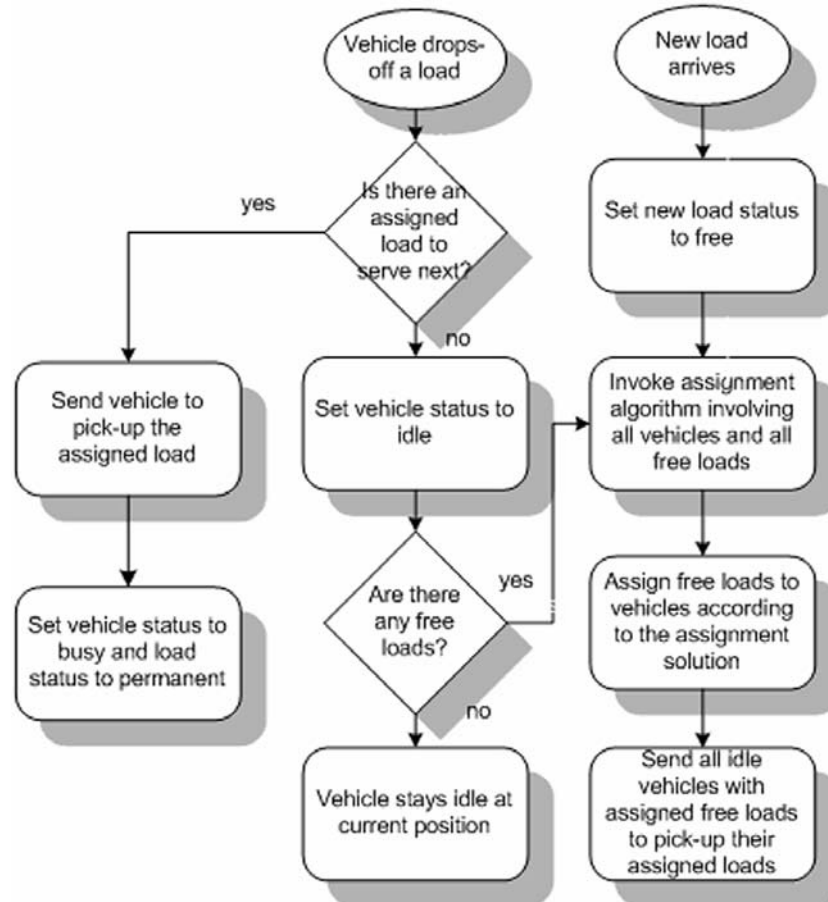 Vehicle drops-
off a load
New load
arrives
Is there an
assigned
load to
serve next?
yes
no
Set new load status
to free
Send vehicle to
pick-up the
assigned load
Set vehicle status to
idle
Invoke assignment
algorithm involving
all vehicles and all
free loads
Set vehicle status to
busy and load
status to permanent
Are there
any free
loads?
yes
no
Assign free loads to
vehicles according
to the assignment
solution
Vehicle stays idle at
current position
Send all idle
vehicles with
assigned free loads
to pick-up their
assigned loads